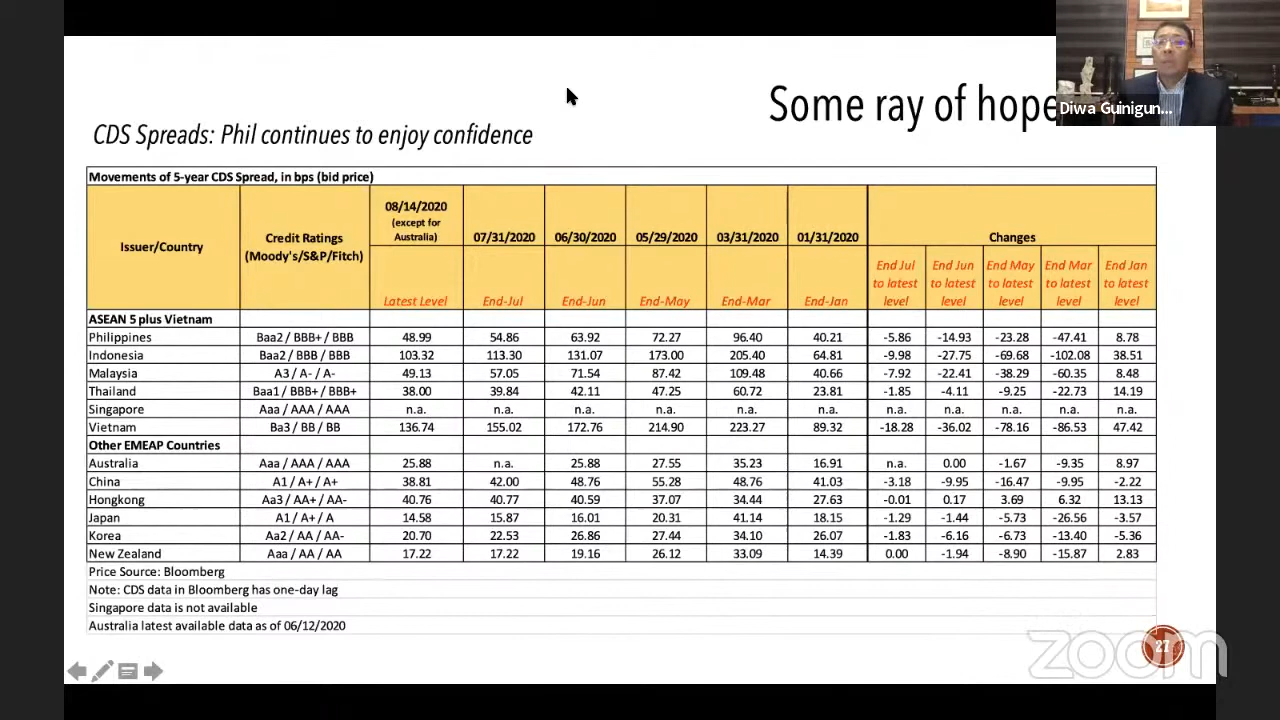 Some ray of hope
Diwa Guinigun...
CDS Spreads: Phil continues to enjoy confidence
Movements of 5-year CDS Spread, in bps (bid price)
Issuer/Country Credit Ratings (Moody's/S&P/Fitch) 08/14/2020 (except for Australia) 07/31/2020 06/30/2020 05/29/2020 03/31/2020 01/31/2020 Changes
Latest Level End-Jul End-Jun End-May End-Mar End-Jan End Jul to latest level End Jun to latest level End May to latest level End Mar to latest level End Jan to latest level
ASEAN 5 plus Vietnam
Philippines Baa2 / BBB+ / BBB 48.99 54.86 63.92 72.27 96.40 40.21 -5.86 -14.93 -23.28 -47.41 8.78
Indonesia Baa2 / BBB / BBB 103.32 113.30 131.07 173.00 205.40 64.81 -9.98 -27.75 -69.68 -102.08 38.51
Malaysia A3 / A- / A- 49.13 57.05 71.54 87.42 109.48 40.66 -7.92 -22.41 -38.29 -60.35 8.48
Thailand Baa1 / BBB+ / BBB+ 38.00 39.84 42.11 47.25 60.72 23.81 -1.85 -4.11 -9.25 -22.73 14.19
Singapore Aaa / AAA / AAA n.a. n.a. n.a. n.a. n.a. n.a. n.a. n.a. n.a. n.a. n.a.
Vietnam Ba3 / BB / BB 136.74 155.02 172.76 214.90 223.27 89.32 -18.28 -36.02 -78.16 -86.53 47.42
Other EMEAP Countries
Australia Aaa / AAA / AAA 25.88 n.a. 25.88 27.55 35.23 16.91 n.a. 0.00 -1.67 -9.35 8.97
China A1 / A+ / A+ 38.81 42.00 48.76 55.28 48.76 41.03 -3.18 -9.95 -16.47 -9.95 -2.22
Hongkong Aa3 / AA+ / AA- 40.76 40.77 40.59 37.07 34.44 27.63 -0.01 0.17 3.69 6.32 13.13
Japan A1 / A+ / A 14.58 15.87 16.01 20.31 41.14 18.15 -1.29 -1.44 -5.73 -26.56 -3.57
Korea Aa2 / AA / AA- 20.70 22.53 26.86 27.44 34.10 26.07 -1.83 -6.16 -6.73 -13.40 -5.36
New Zealand Aaa / AA / AA 17.22 17.22 19.16 26.12 33.09 14.39 0.00 -1.94 -8.90 -15.87 2.83
Price Source: Bloomberg
Note: CDS data in Bloomberg has one-day lag
Singapore data is not available
Australia latest available data as of 06/12/2020
27
zoom